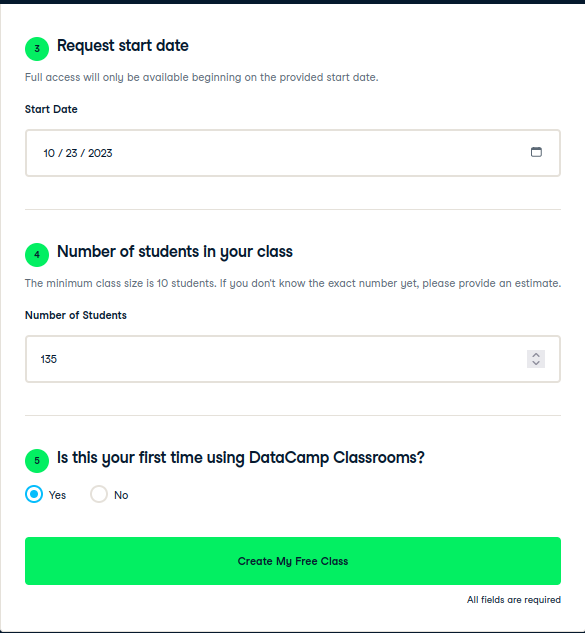 3 Request start date
Full access will only be available beginning on the provided start date.
Start Date
10 / 23 / 2023
4 Number of students in your class
The minimum class size is 10 students. If you don't know the exact number yet, please provide an estimate.
Number of Students
135
5 Is this your first time using DataCamp Classrooms?
Yes No
Create My Free Class
All fields are required